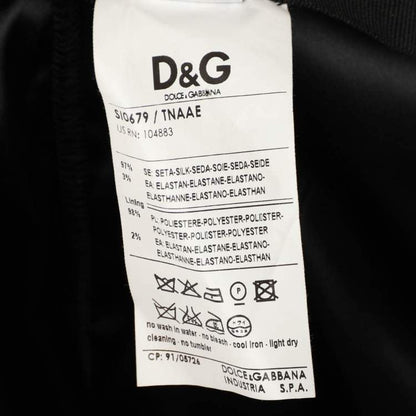 D&G
DOLCE & GABBANA
SI0679 / TNAAE
US RN: 104883
97% SE: SETA-SILK-SEDA-SOIE-SEDA-SEIDE
3% EA: ELASTAN-ELASTANE-ELASTANO-
ELASTHANNE-ELASTANO-ELASTHAN
Lining
98% PL: POLIESTERE-POLYESTER-POLIESTER-
POLYESTER-POLIESTER-POLYESTER
2% EA: ELASTAN-ELASTANE-ELASTANO-
ELASTHANNE-ELASTANO-ELASTHAN
P
no wash in water - no bleach - cool iron - light dry
cleaning - no tumbler
CP: 91/05726
DOLCE&GABBANA
INDUSTRIA S.P.A.